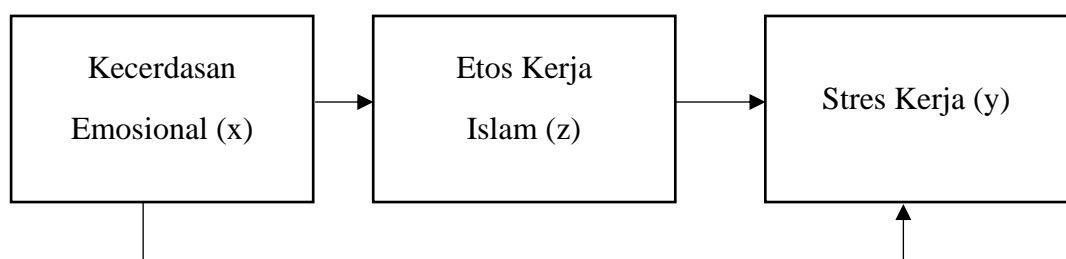 Kecerdasan
Emosional (x)
Etos Kerja
Islam (z)
Stres Kerja (y)